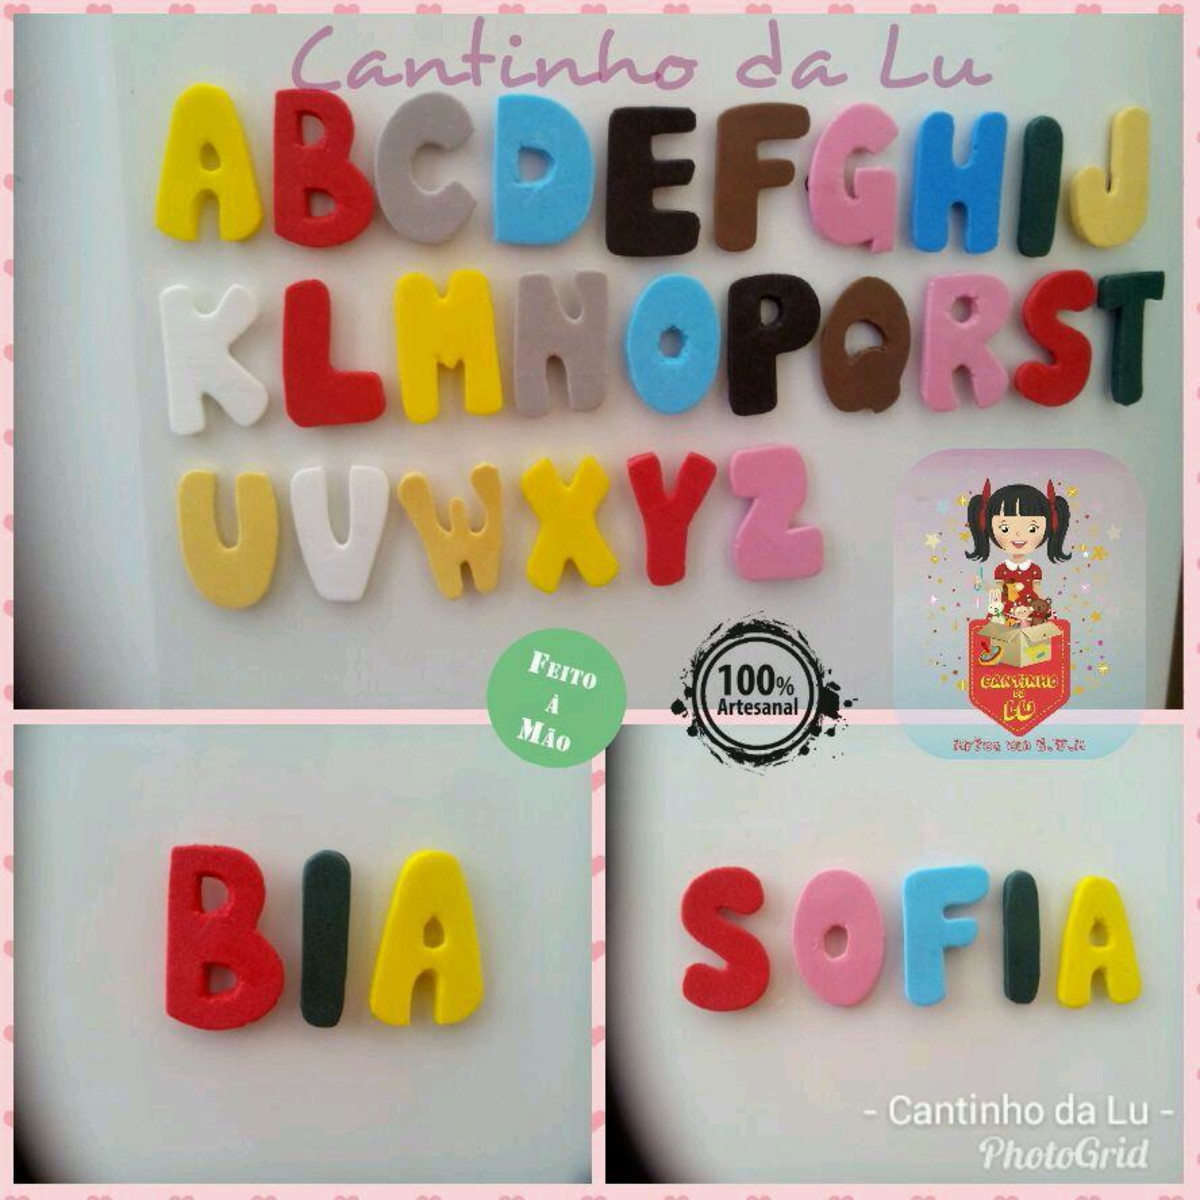 Cantinho da Lu
ABCDEFGHIJ
KLMNOPQRST
UVWXYZ
FEITO
À
MÃO
100%
Artesanal
CANTINHO
DA
LU
BIA
SOFIA
- Cantinho da Lu -
PhotoGrid